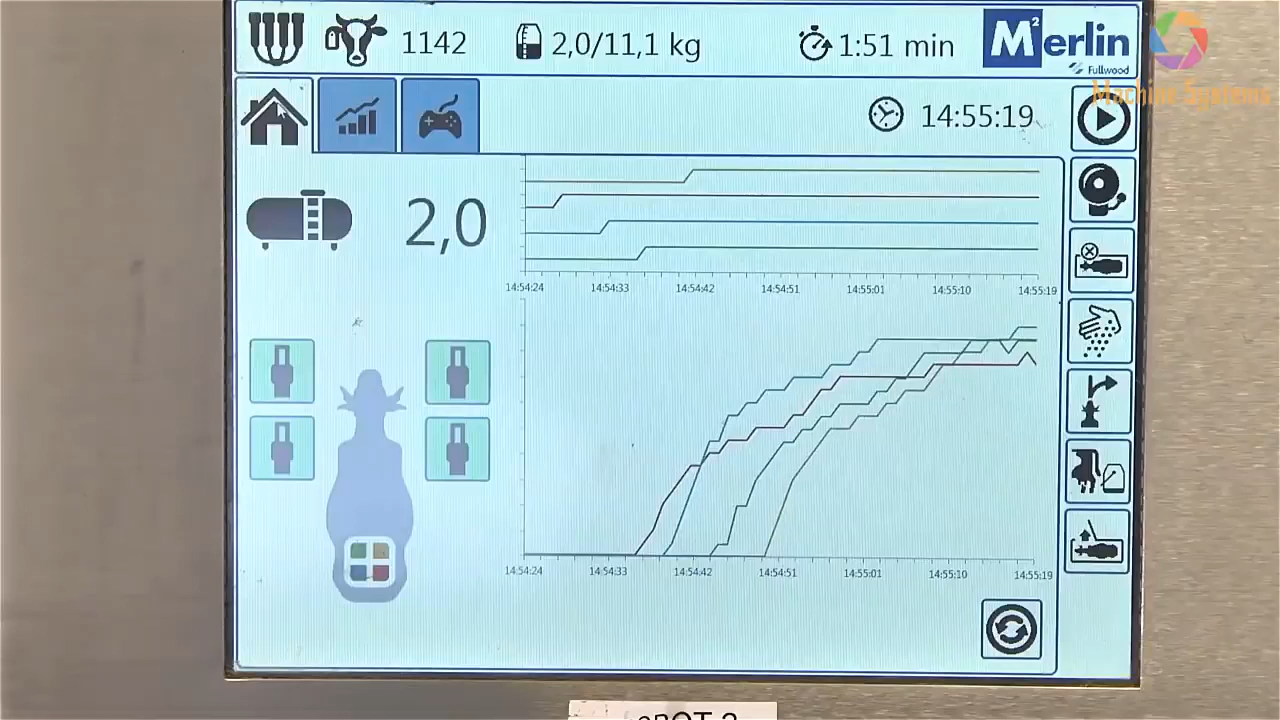 1142 2,0/11,1 kg 1:51 min M²erlin
Fullwood
Machine Systems
14:55:19
2,0
14:54:24 14:54:33 14:54:42 14:54:51 14:55:01 14:55:10 14:55:19
14:54:24 14:54:33 14:54:42 14:54:51 14:55:01 14:55:10 14:55:19